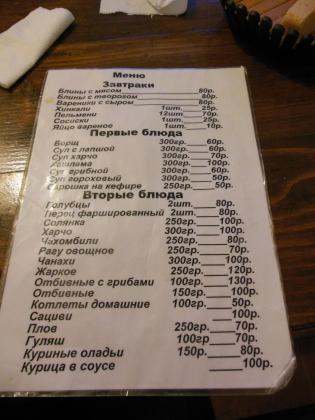 Меню
Завтраки
Блины с мясом 80р.
Блины с творогом 80р.
Вареники с сыром 80р.
Хинкали 1шт. 25р.
Пельмени 12шт 70р.
Сосиски 1шт. 25р.
Яйцо вареное 1шт. 10р.
Первые блюда
Борщ 300гр. 60р.
Суп с лапшой 300гр. 60р.
Суп харчо 300гр. 70р.
Хашлама 300гр. 100р.
Суп грибной 300гр. 60р.
Суп гороховый 300гр. 50р.
Окрошка на кефире 250гр. 50р.
Вторые блюда
Голубцы 2шт. 80р.
Перец фаршированный 2шт. 80р.
Солянка 250гр. 100р.
Харчо 300гр. 100р.
Чахомбили 250гр. 80р.
Рагу овощное 250гр. 70р.
Чанахи 300гр. 100р.
Жаркое 250гр. 120р.
Отбивные с грибами 100гр. 130р.
Отбивные 150гр. 100р.
Котлеты домашние 100гр. 50р.
Сациви 100р.
Плов 250гр. 70р.
Гуляш 100гр 70р.
Куриные оладьи 150р. 80р.
Курица в соусе 100р.